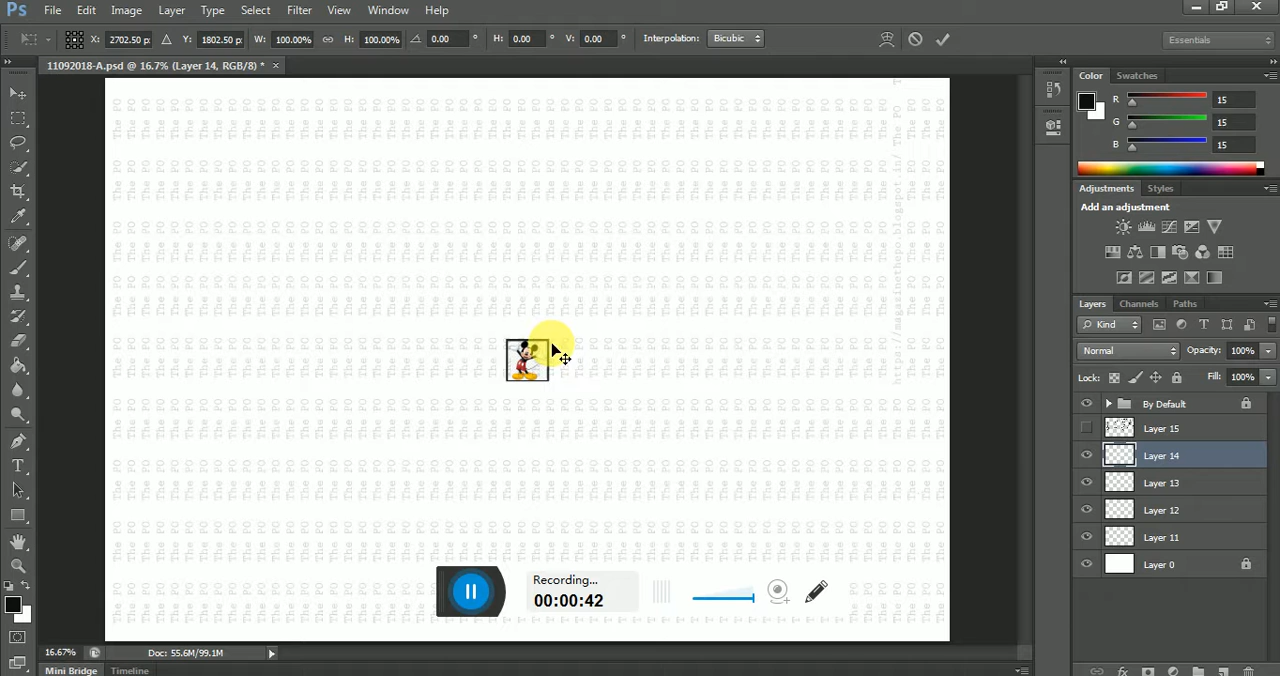 Ps File Edit Image Layer Type Select Filter View Window Help
X: 2702.50 p: Y: 1802.50 p: W: 100.00% H: 100.00% 0.00 ° H: 0.00 ° V: 0.00 ° Interpolation: Bicubic Essentials
11092018-A.psd @ 16.7% (Layer 14, RGB/8) * ×
Color Swatches
R 15
G 15
B 15
Adjustments Styles
Add an adjustment
Layers Channels Paths
Kind
Normal Opacity: 100%
Lock: Fill: 100%
By Default
Layer 15
Layer 14
Layer 13
Layer 12
Layer 11
Layer 0
The PO
Recording...
00:00:42
16.67% Doc: 55.6M/99.1M
Mini Bridge Timeline